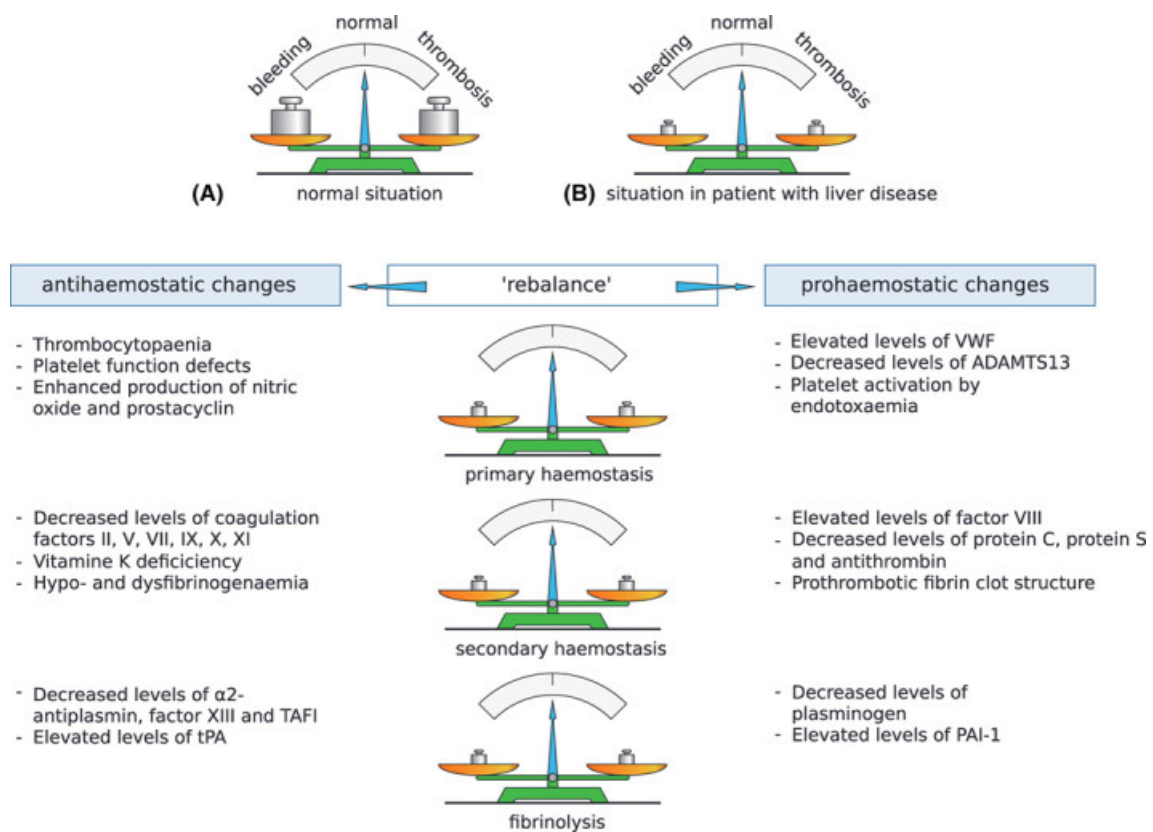 normal
bleeding
thrombosis
(A)
normal situation
normal
bleeding
thrombosis
(B)
situation in patient with liver disease
antihaemostatic changes
'rebalance'
prohaemostatic changes
- Thrombocytopaenia
- Platelet function defects
- Enhanced production of nitric
oxide and prostacyclin
- Elevated levels of VWF
- Decreased levels of ADAMTS13
- Platelet activation by
endotoxaemia
primary haemostasis
- Decreased levels of coagulation
factors II, V, VII, IX, X, XI
- Vitamine K deficiciency
- Hypo- and dysfibrinogenaemia
- Elevated levels of factor VIII
- Decreased levels of protein C, protein S
and antithrombin
- Prothrombotic fibrin clot structure
secondary haemostasis
- Decreased levels of α2-
antiplasmin, factor XIII and TAFI
- Elevated levels of tPA
- Decreased levels of
plasminogen
- Elevated levels of PAI-1
fibrinolysis